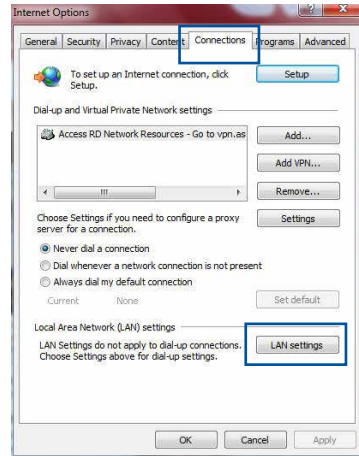 Internet Options
General Security Privacy Content Connections Programs Advanced
To set up an Internet connection, click
Setup.
Setup
Dial-up and Virtual Private Network settings
Access RD Network Resources - Go to vpn.as
Add...
Add VPN...
Remove...
Choose Settings if you need to configure a proxy
server for a connection.
Settings
Never dial a connection
Dial whenever a network connection is not present
Always dial my default connection
Current None
Set default
Local Area Network (LAN) settings
LAN Settings do not apply to dial-up connections.
Choose Settings above for dial-up settings.
LAN settings
OK Cancel Apply